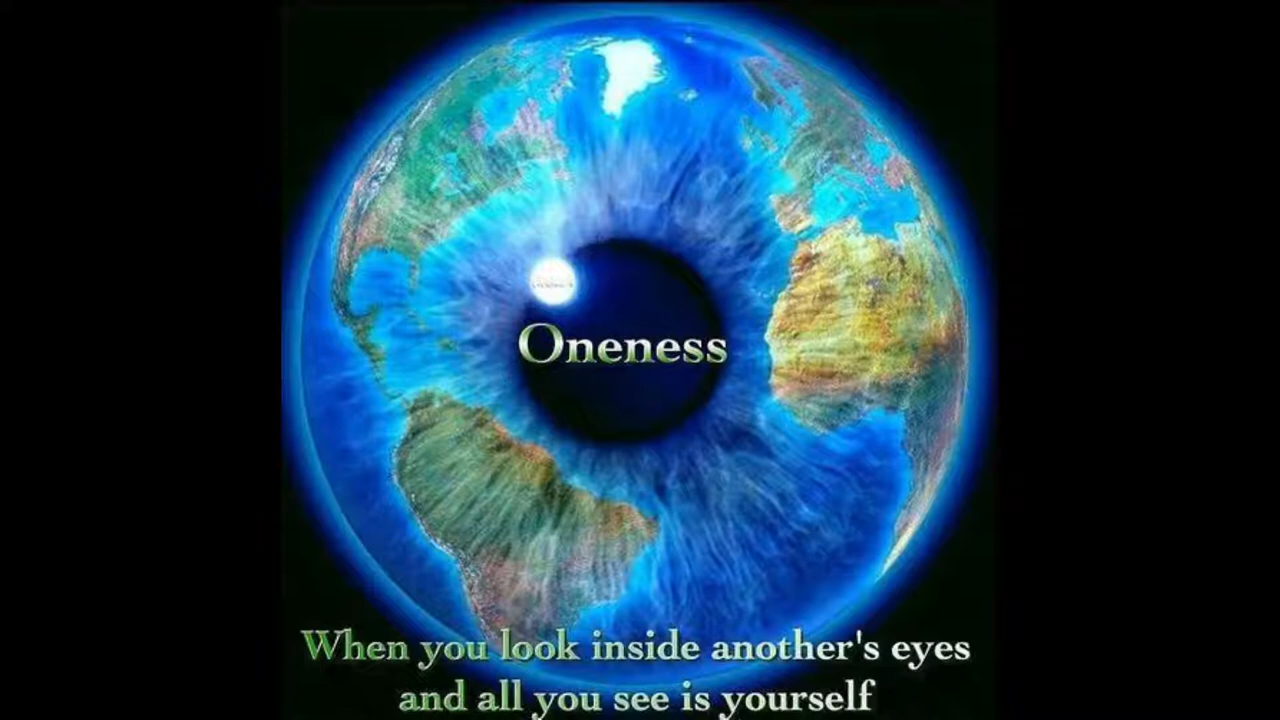 Oneness
When you look inside another's eyes
and all you see is yourself